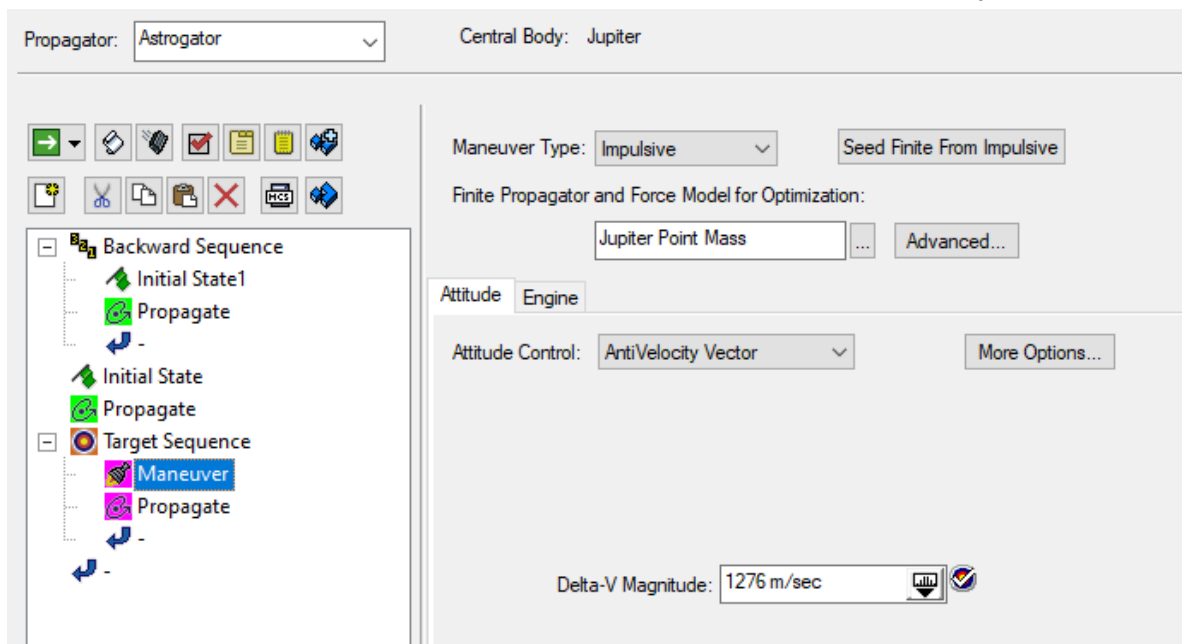 Propagator: Astrogator Central Body: Jupiter
Maneuver Type: Impulsive Seed Finite From Impulsive
Finite Propagator and Force Model for Optimization:
Jupiter Point Mass ... Advanced...
Attitude Engine
Attitude Control: AntiVelocity Vector More Options...
Delta-V Magnitude: 1276 m/sec
MCS
Backward Sequence
Initial State1
Propagate
-
Initial State
Propagate
Target Sequence
Maneuver
Propagate
-
-